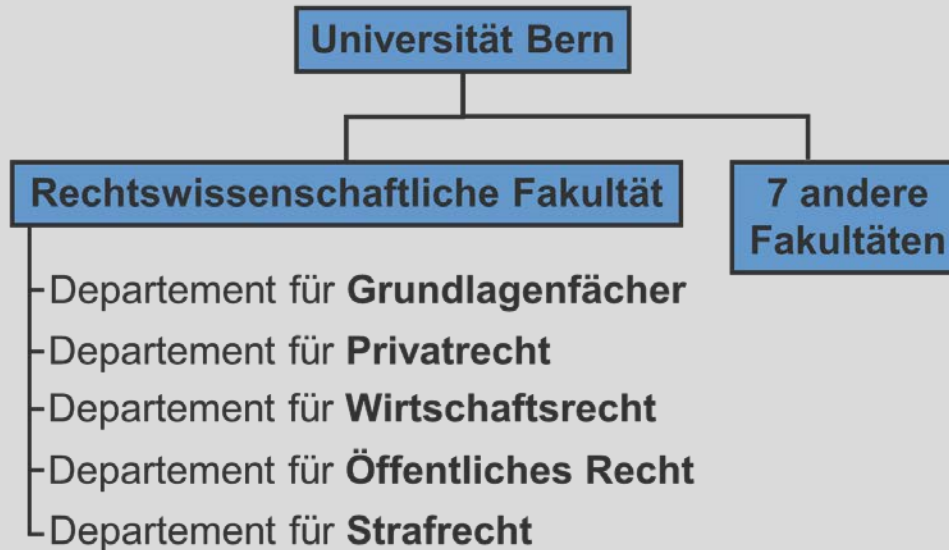 Universität Bern
Rechtswissenschaftliche Fakultät
7 andere
Fakultäten
Departement für Grundlagenfächer
Departement für Privatrecht
Departement für Wirtschaftsrecht
Departement für Öffentliches Recht
Departement für Strafrecht